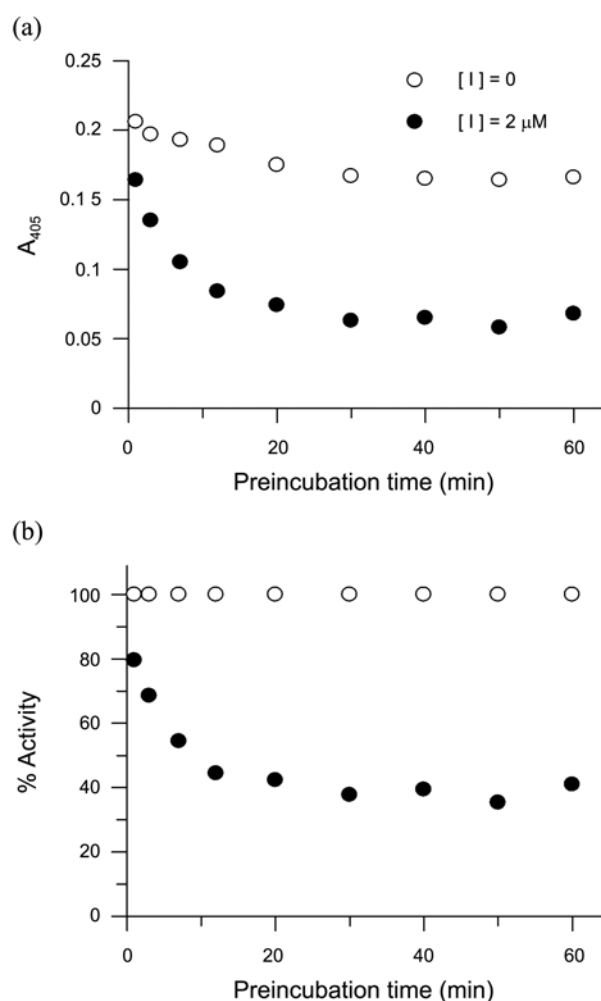 (a)
[ I ] = 0
[ I ] = 2 μM
0.25
0.2
0.15
0.1
0.05
0
A405
0 20 40 60
Preincubation time (min)
(b)
100
80
60
40
20
0
% Activity
0 20 40 60
Preincubation time (min)